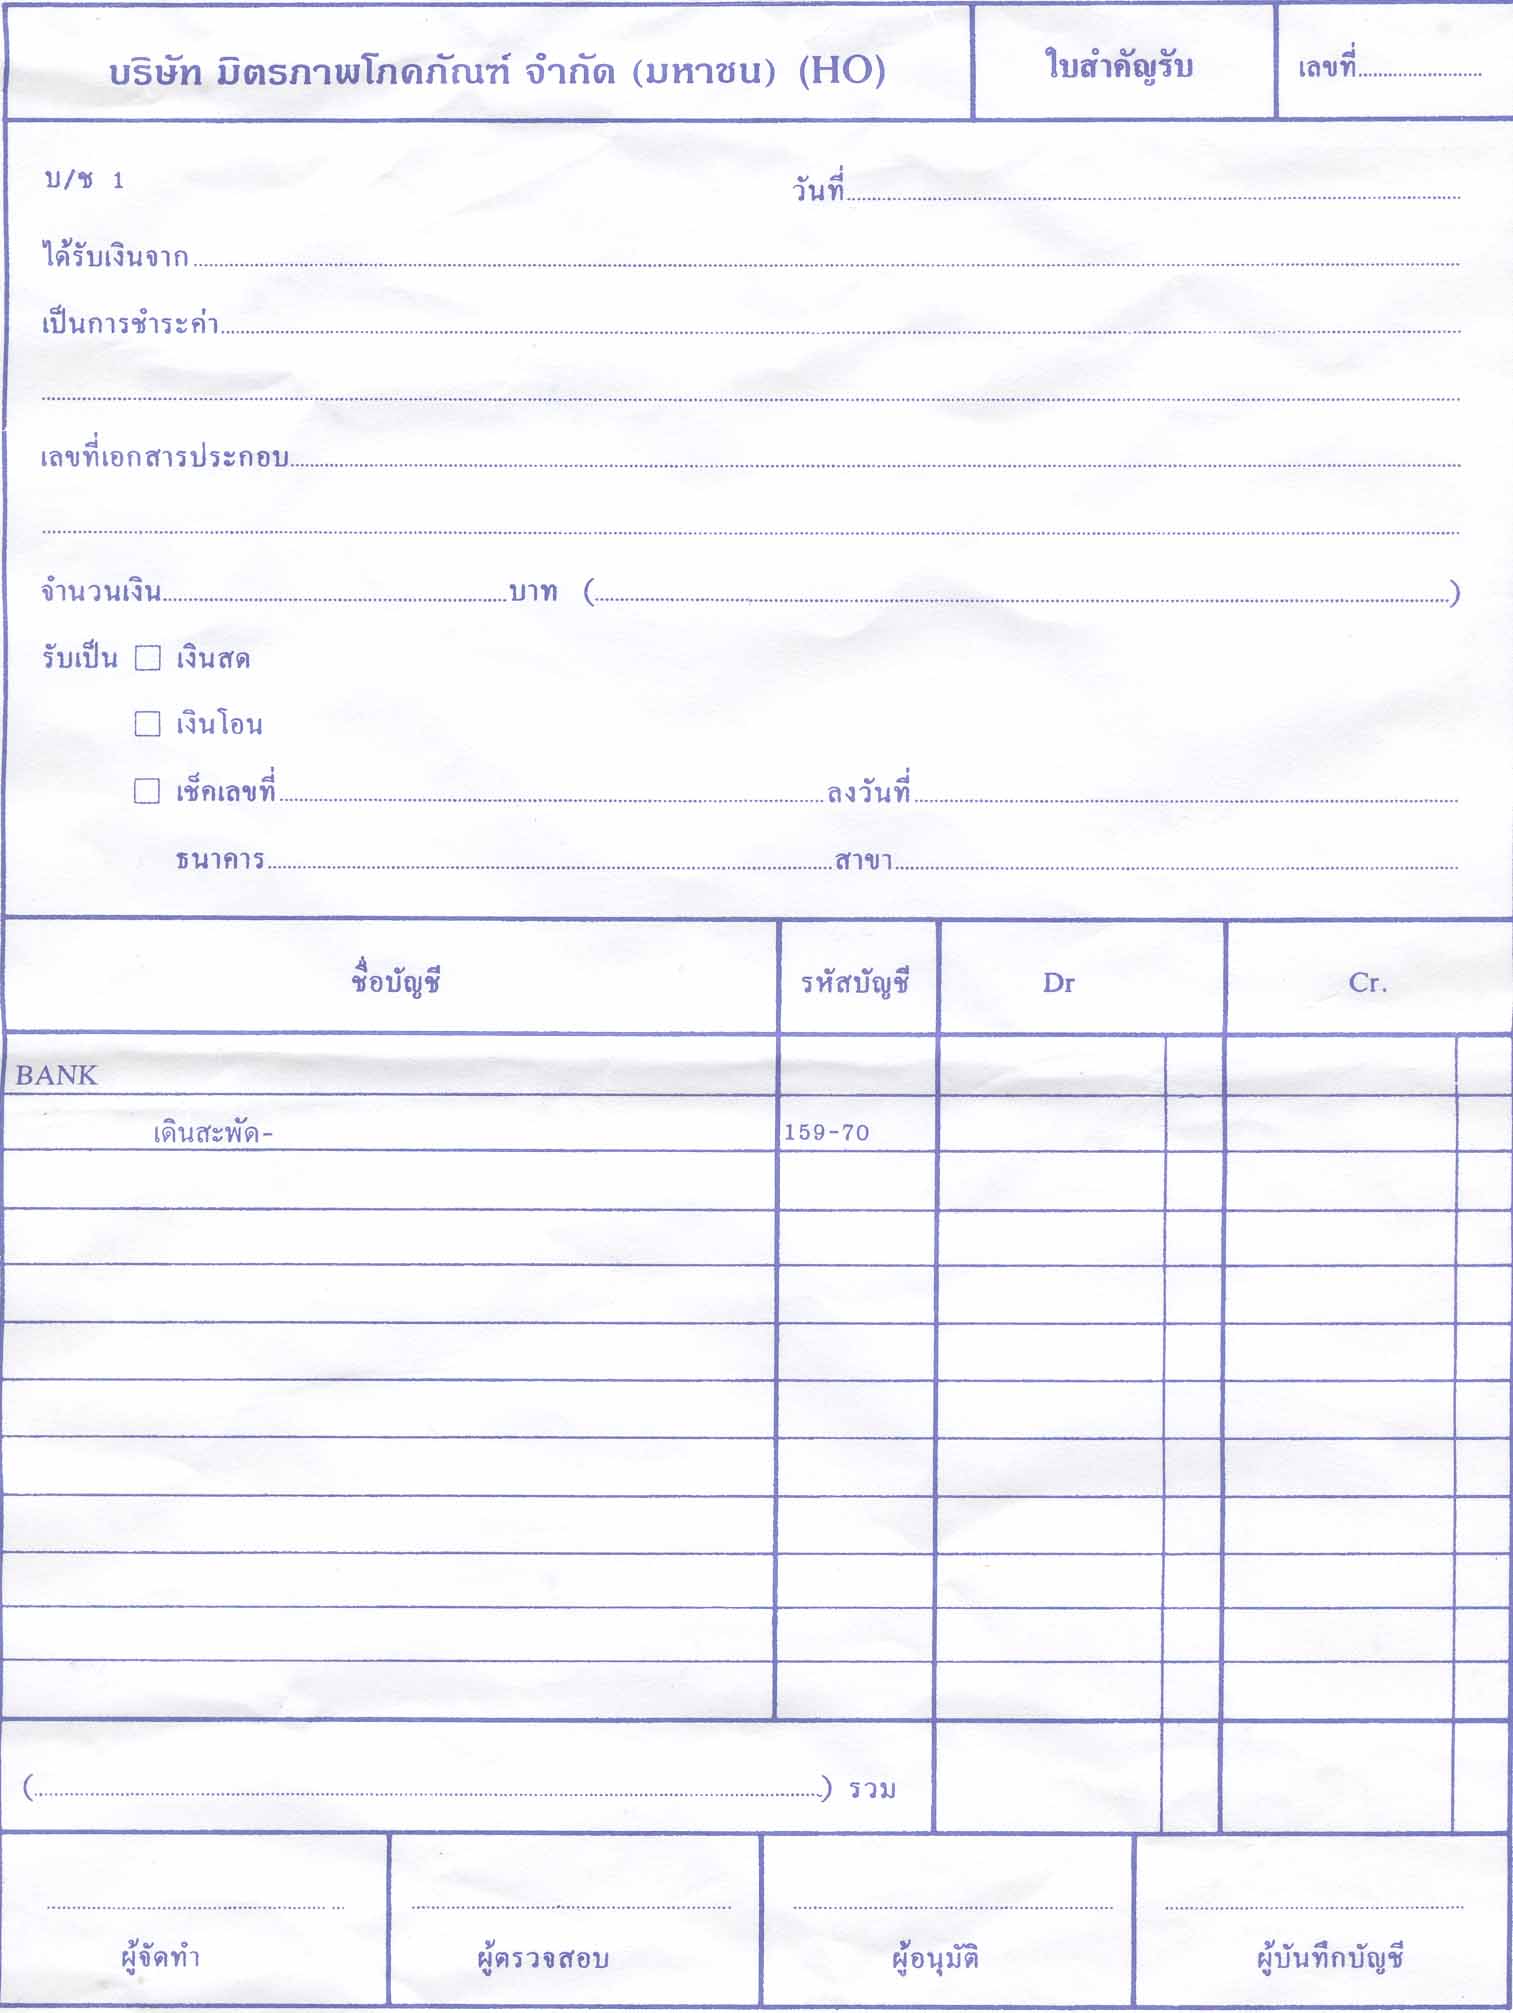 บริษัท มิตรภาพโภคภัณฑ์ จำกัด (มหาชน) (HO) ใบสำคัญรับ เลขที่
บ/ช 1 วันที่
ได้รับเงินจาก
เป็นการชำระค่า
เลขที่เอกสารประกอบ
จำนวนเงิน บาท ( )
รับเป็น เงินสด
เงินโอน
เช็คเลขที่ ลงวันที่
ธนาคาร สาขา
ชื่อบัญชี รหัสบัญชี Dr Cr.
BANK
เดินสะพัด- 159-70
( ) รวม
ผู้จัดทำ ผู้ตรวจสอบ ผู้อนุมัติ ผู้บันทึกบัญชี